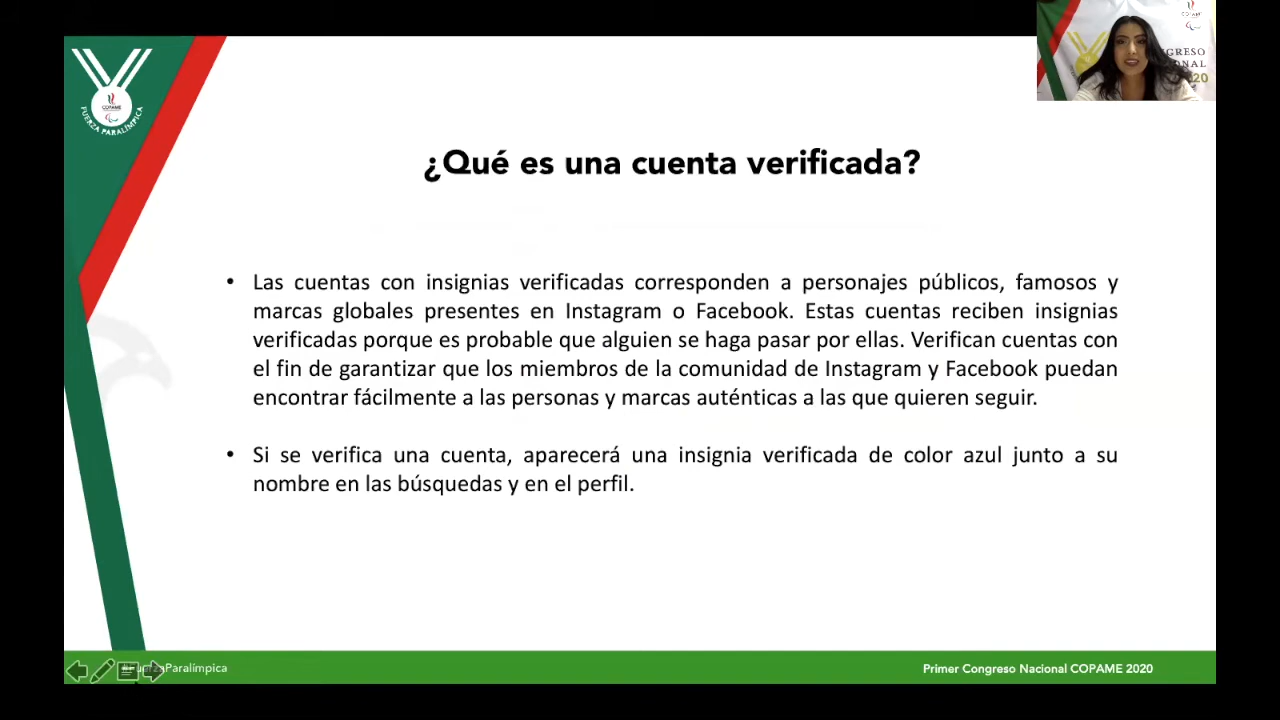 COPAME
FUERZA PARALÍMPICA
¿Qué es una cuenta verificada?
• Las cuentas con insignias verificadas corresponden a personajes públicos, famosos y
marcas globales presentes en Instagram o Facebook. Estas cuentas reciben insignias
verificadas porque es probable que alguien se haga pasar por ellas. Verifican cuentas con
el fin de garantizar que los miembros de la comunidad de Instagram y Facebook puedan
encontrar fácilmente a las personas y marcas auténticas a las que quieren seguir.
• Si se verifica una cuenta, aparecerá una insignia verificada de color azul junto a su
nombre en las búsquedas y en el perfil.
#FuerzaParalímpica
Primer Congreso Nacional COPAME 2020